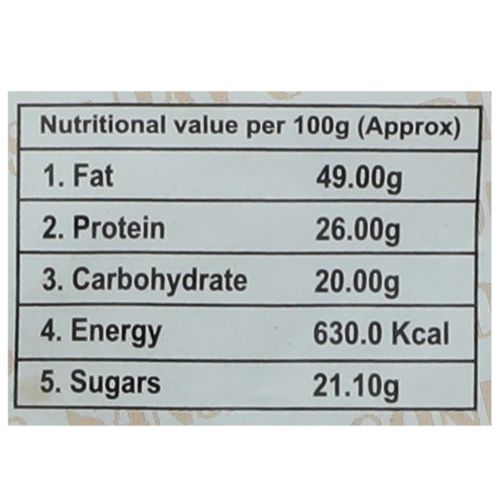 Nutritional value per 100g (Approx)
1. Fat 49.00g
2. Protein 26.00g
3. Carbohydrate 20.00g
4. Energy 630.0 Kcal
5. Sugars 21.10g